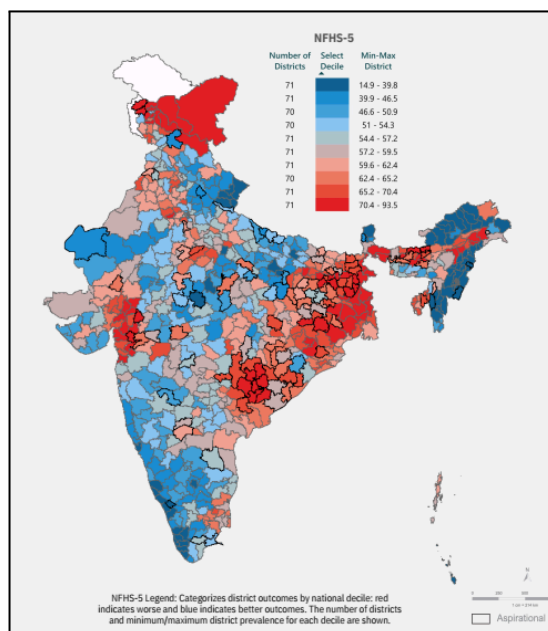 NFHS-5
Number of Districts Select Decile Min-Max District
71 14.9 - 39.8
71 39.9 - 46.5
70 46.6 - 50.9
70 51 - 54.3
71 54.4 - 57.2
71 57.2 - 59.5
71 59.6 - 62.4
70 62.4 - 65.2
71 65.2 - 70.4
71 70.4 - 93.5
N
NFHS-5 Legend: Categorizes district outcomes by national decile: red
indicates worse and blue indicates better outcomes. The number of districts
and minimum/maximum district prevalence for each decile are shown.
Aspirational